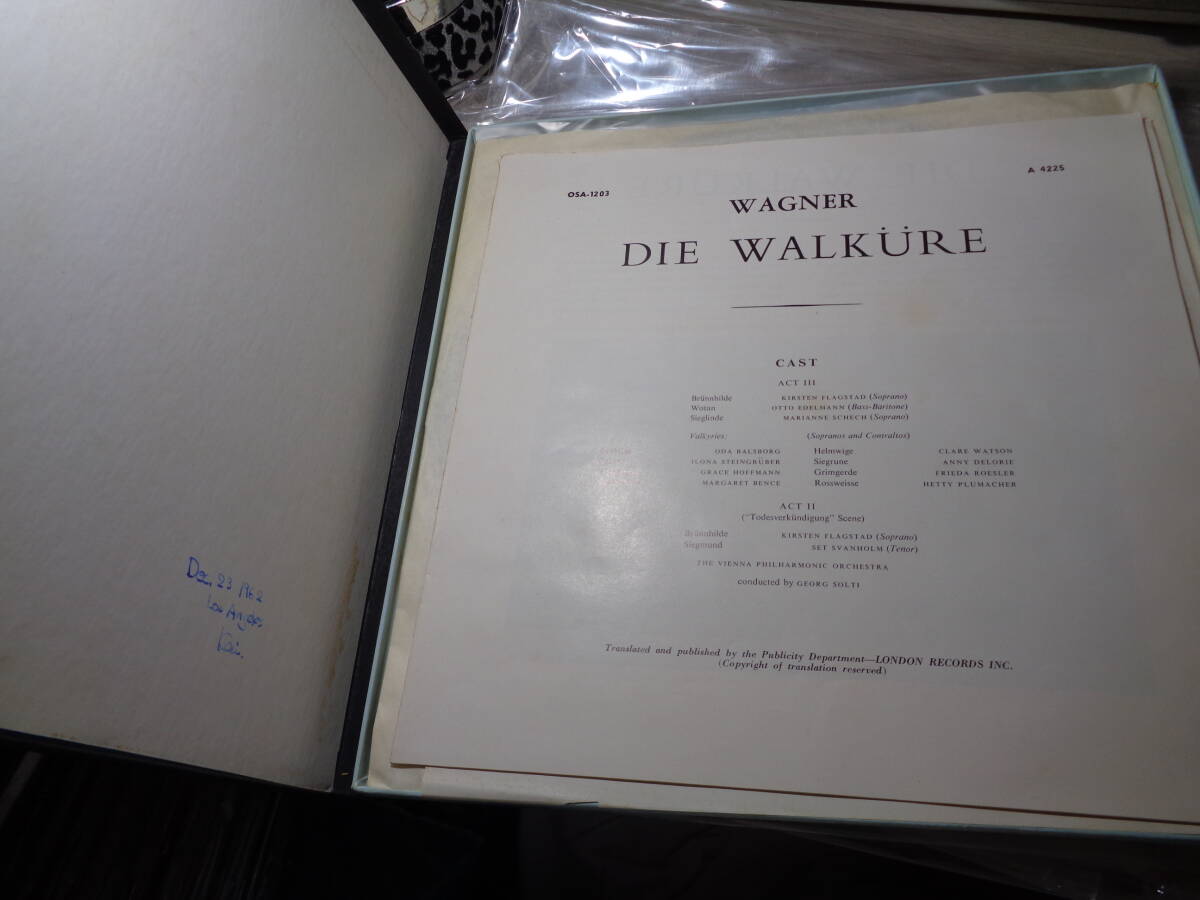 OSA-1203
A 4225
WAGNER
DIE WALKÜRE
CAST
ACT III
Brünnhilde KIRSTEN FLAGSTAD (Soprano)
Wotan OTTO EDELMANN (Bass-Baritone)
Sieglinde MARIANNE SCHECH (Soprano)
Valkyries: (Sopranos and Contraltos)
ODA BALSBORG Helmwige CLARE WATSON
ILONA STEINGRÜBER Siegrune ANNY DELORIE
GRACE HOFFMANN Grimgerde FRIEDA ROESLER
MARGARET BENCE Rossweisse HETTY PLUMACHER
ACT II
("Todesverkündigung" Scene)
Brünnhilde KIRSTEN FLAGSTAD (Soprano)
Siegmund SET SVANHOLM (Tenor)
THE VIENNA PHILHARMONIC ORCHESTRA
conducted by GEORG SOLTI
Translated and published by the Publicity Department—LONDON RECORDS INC.
(Copyright of translation reserved)
Dec, 23 1962
Los Angeles